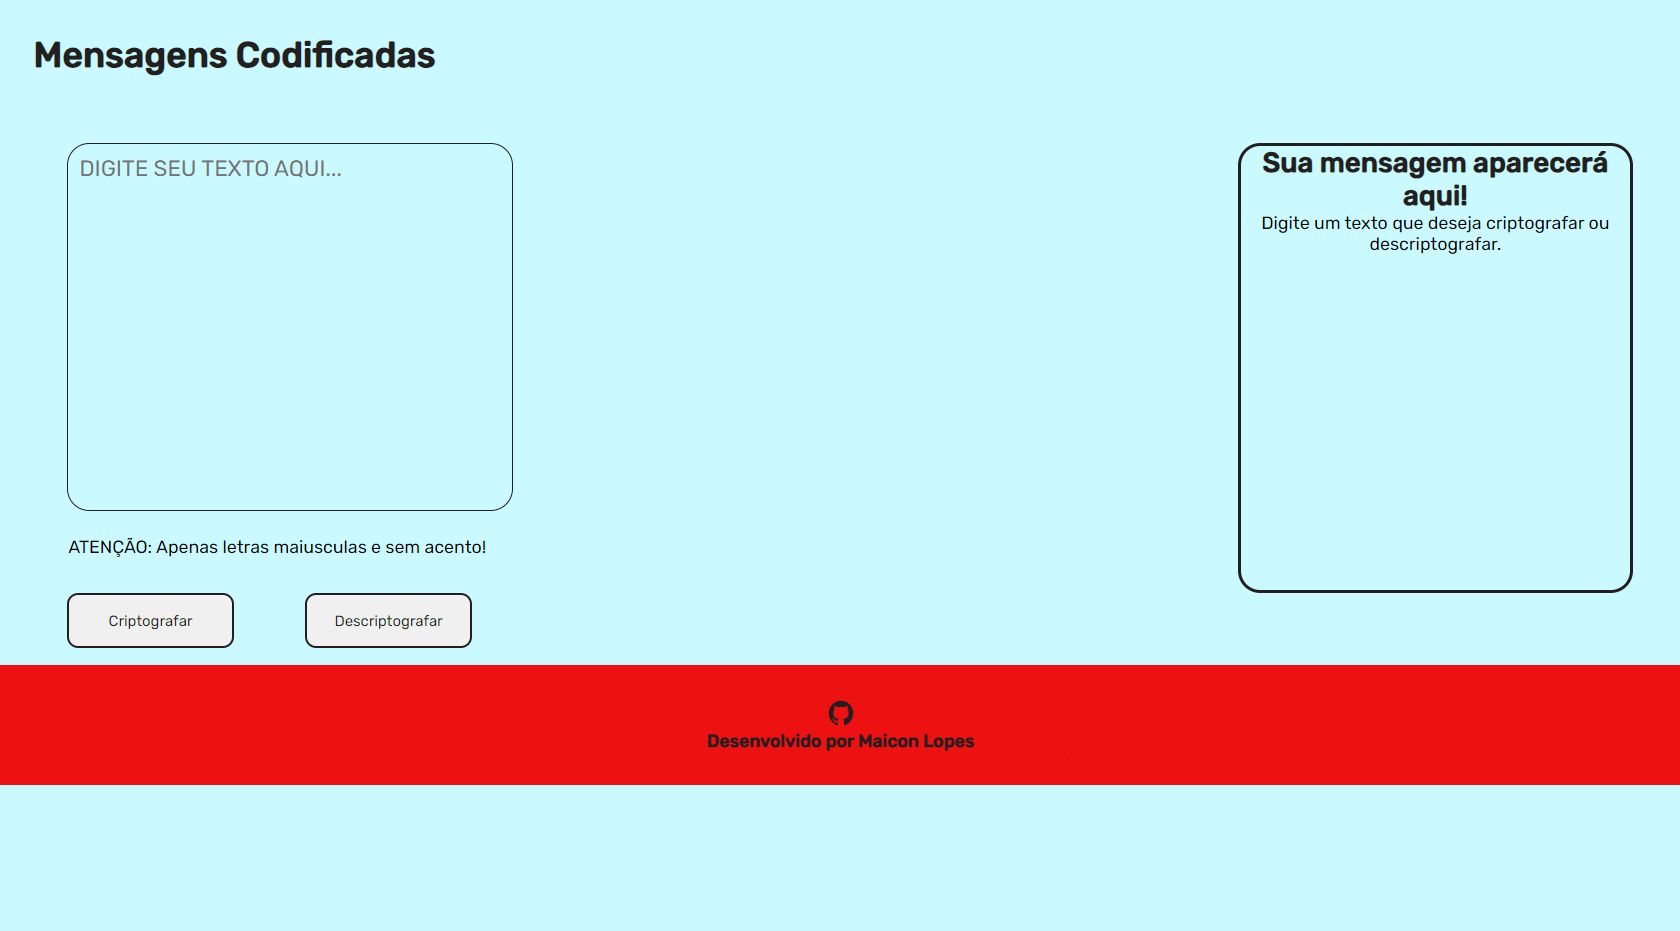 Mensagens Codificadas
DIGITE SEU TEXTO AQUI...
ATENÇÃO: Apenas letras maiusculas e sem acento!
Criptografar
Descriptografar
Sua mensagem aparecerá
aqui!
Digite um texto que deseja criptografar ou
descriptografar.
Desenvolvido por Maicon Lopes